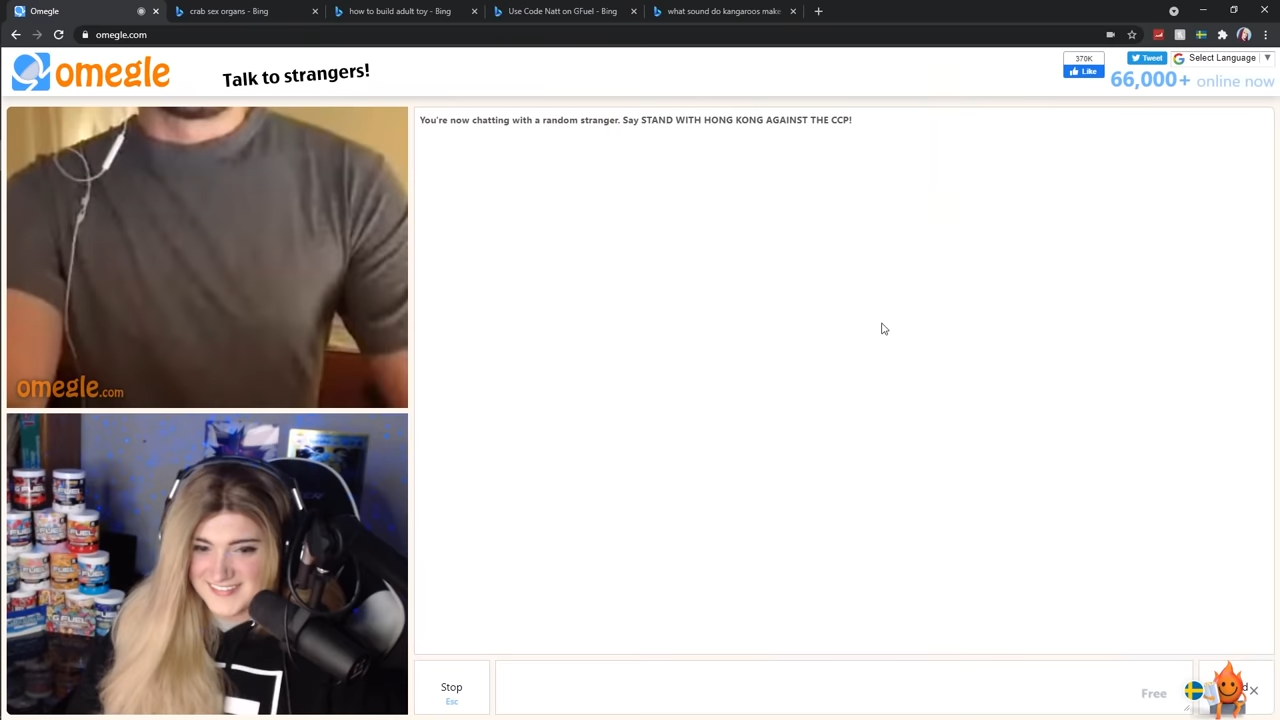 Omegle
crab sex organs - Bing
how to build adult toy - Bing
Use Code Natt on GFuel - Bing
what sound do kangaroos make
omegle.com
omegle
Talk to strangers!
370K
Like
Tweet
Select Language
66,000+ online now
You're now chatting with a random stranger. Say STAND WITH HONG KONG AGAINST THE CCP!
omegle.com
G FUEL
Stop
Esc
Free